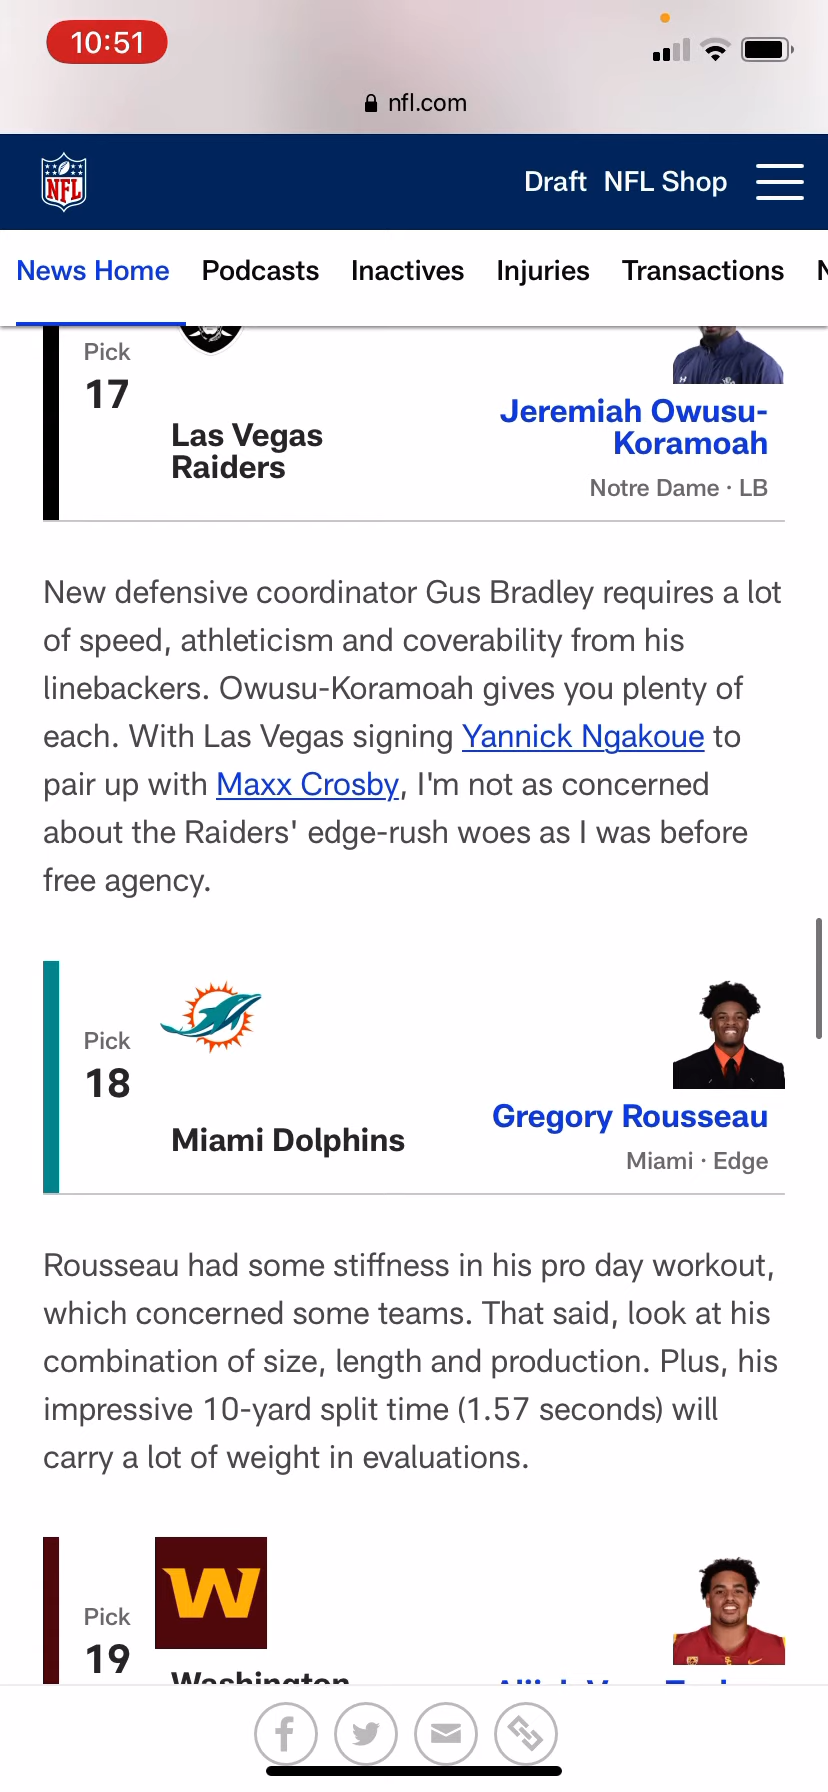 10:51
nfl.com
NFL
Draft NFL Shop
News Home Podcasts Inactives Injuries Transactions
Pick
17
Las Vegas
Raiders
Jeremiah Owusu-
Koramoah
Notre Dame · LB
New defensive coordinator Gus Bradley requires a lot
of speed, athleticism and coverability from his
linebackers. Owusu-Koramoah gives you plenty of
each. With Las Vegas signing Yannick Ngakoue to
pair up with Maxx Crosby, I'm not as concerned
about the Raiders' edge-rush woes as I was before
free agency.
Pick
18
Miami Dolphins
Gregory Rousseau
Miami · Edge
Rousseau had some stiffness in his pro day workout,
which concerned some teams. That said, look at his
combination of size, length and production. Plus, his
impressive 10-yard split time (1.57 seconds) will
carry a lot of weight in evaluations.
Pick
19
W
Washington